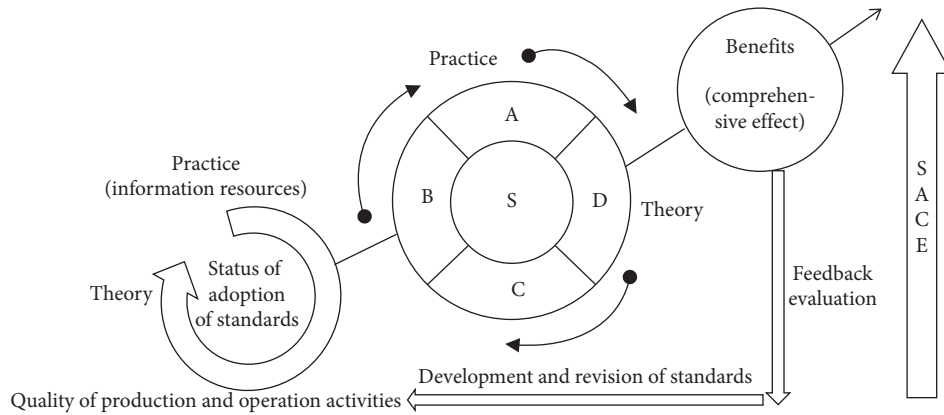 Practice
Benefits
(comprehen-
sive effect)
A
B
S
D
C
Theory
Practice
(information resources)
Theory
Status of
adoption
of standards
Feedback
evaluation
S
A
C
E
Development and revision of standards
Quality of production and operation activities